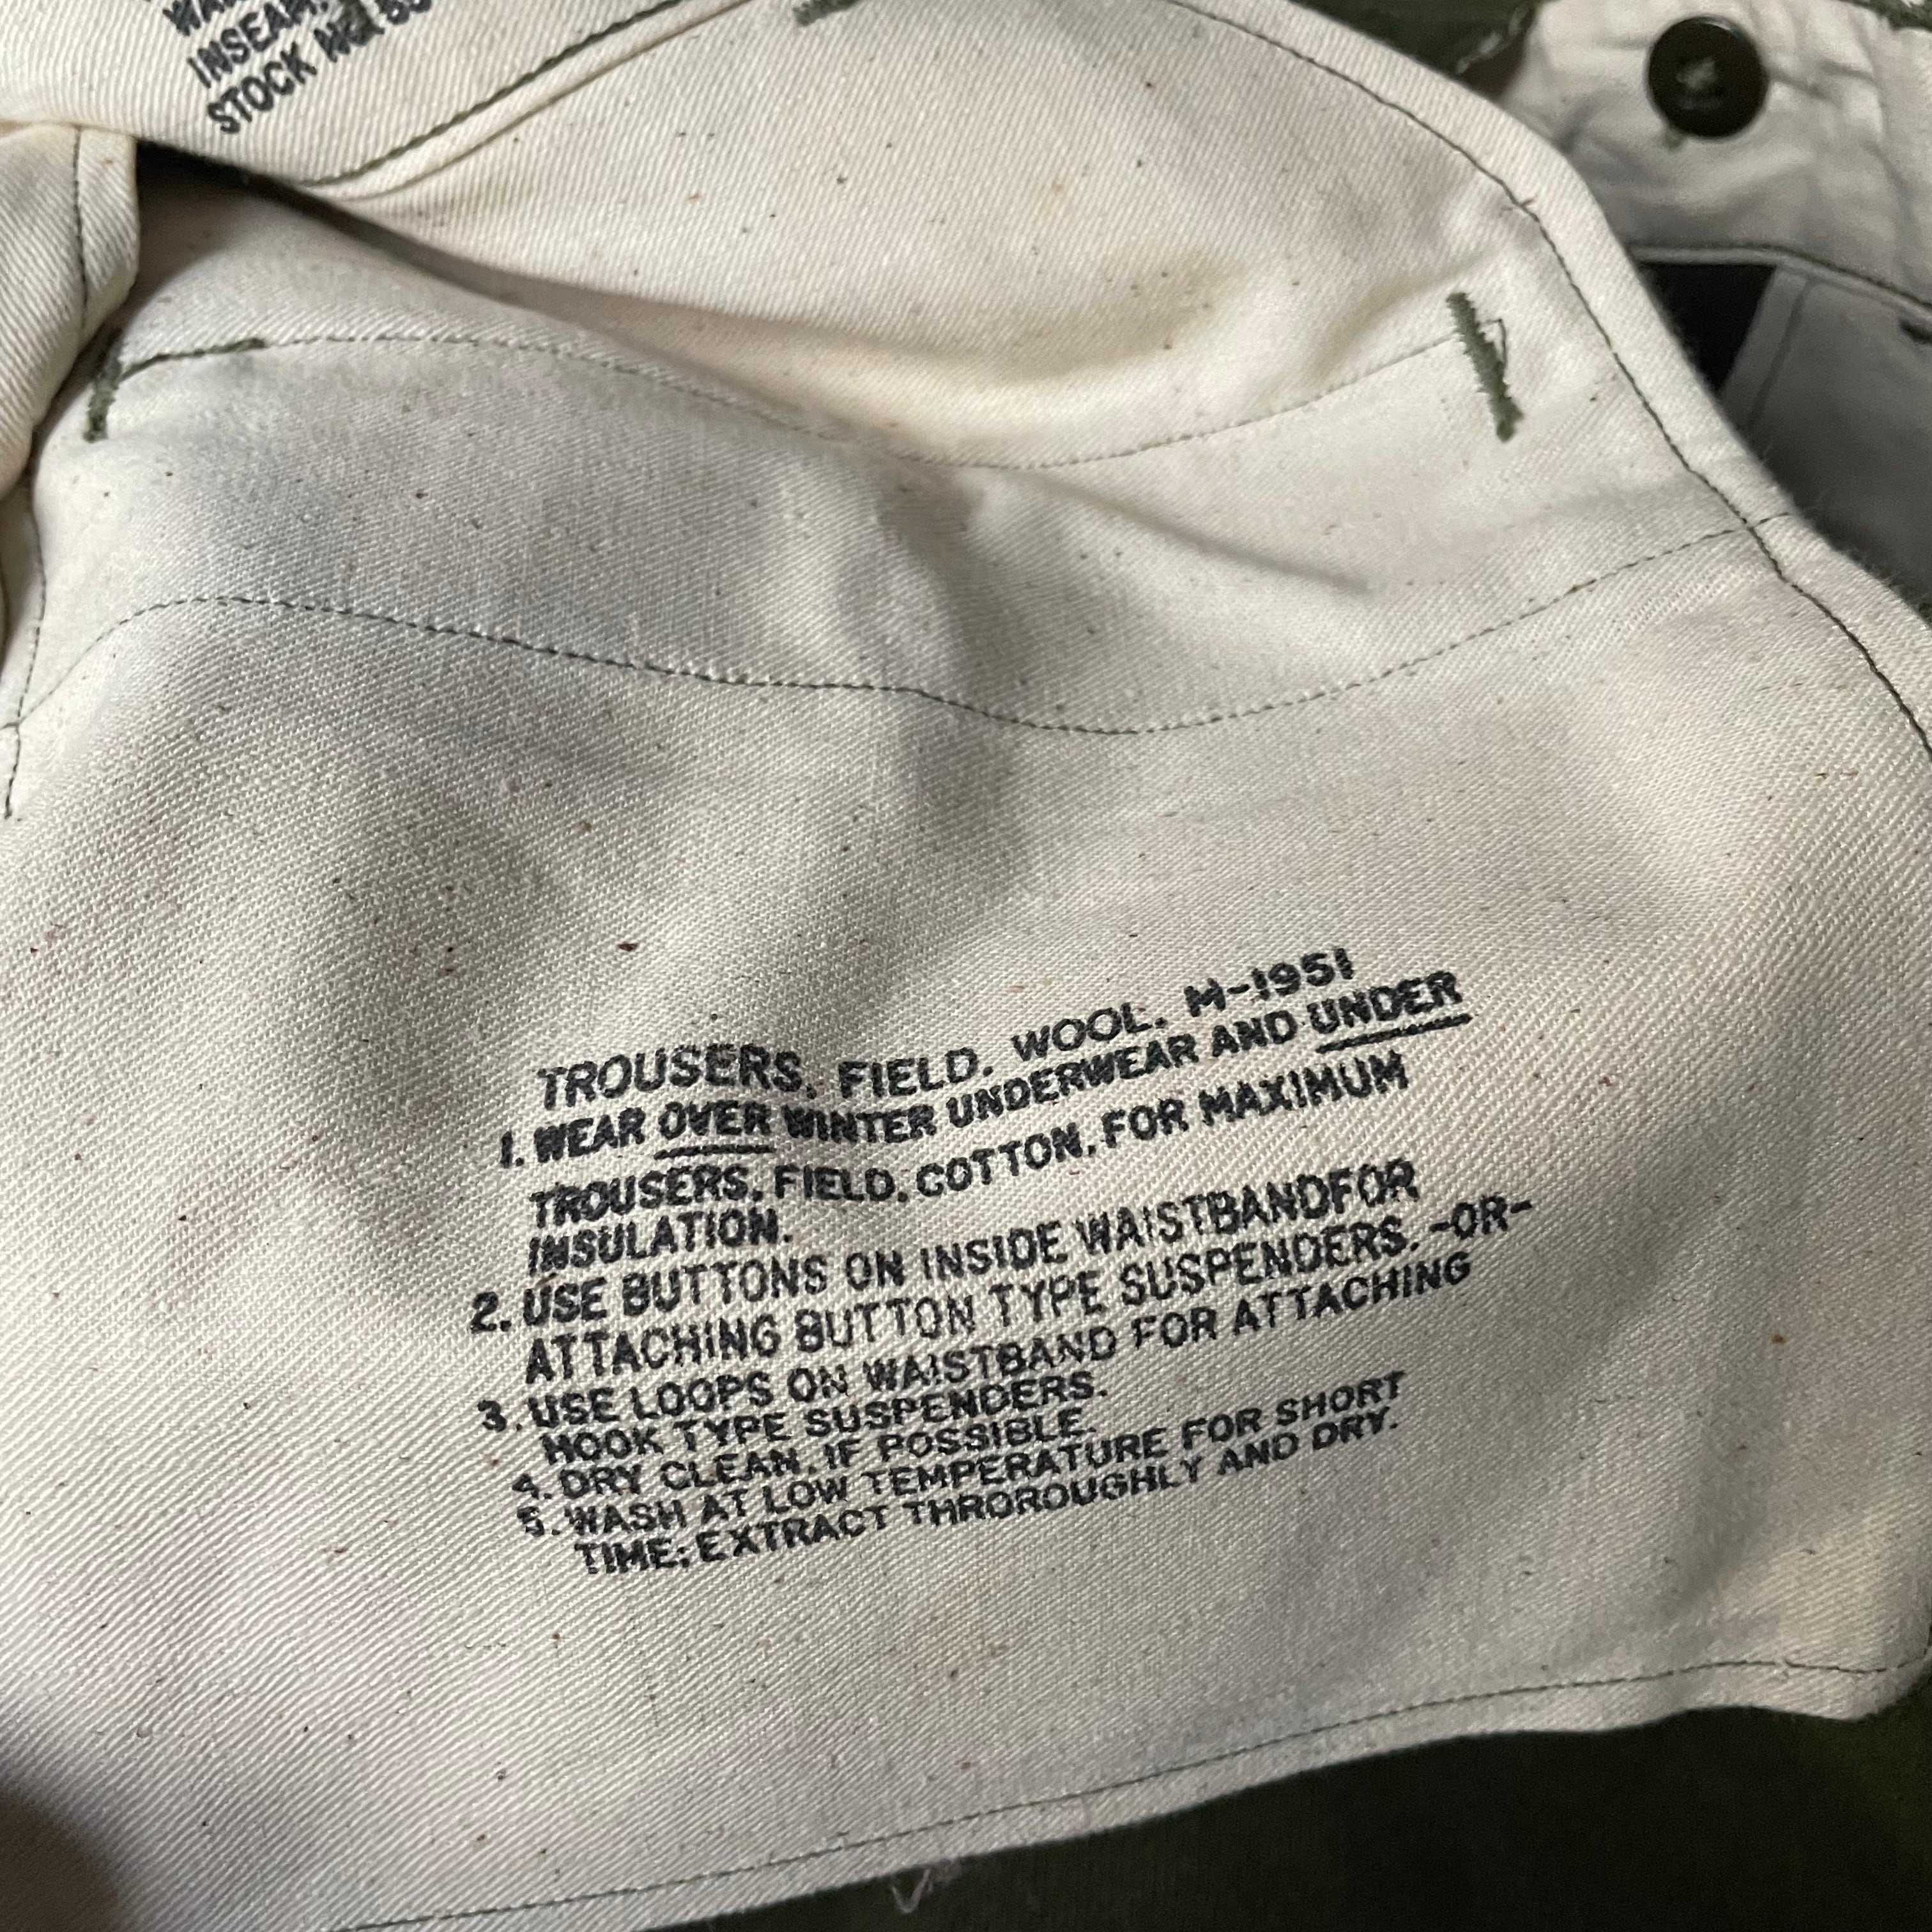 INSEAM
STOCK No.
TROUSERS, FIELD, WOOL, M-1951
1. WEAR OVER WINTER UNDERWEAR AND UNDER
TROUSERS, FIELD, COTTON, FOR MAXIMUM
INSULATION.
2. USE BUTTONS ON INSIDE WAISTBANDFOR
ATTACHING BUTTON TYPE SUSPENDERS. -OR-
3. USE LOOPS ON WAISTBAND FOR ATTACHING
HOOK TYPE SUSPENDERS.
4. DRY CLEAN, IF POSSIBLE.
5. WASH AT LOW TEMPERATURE FOR SHORT
TIME; EXTRACT THROROUGHLY AND DRY.